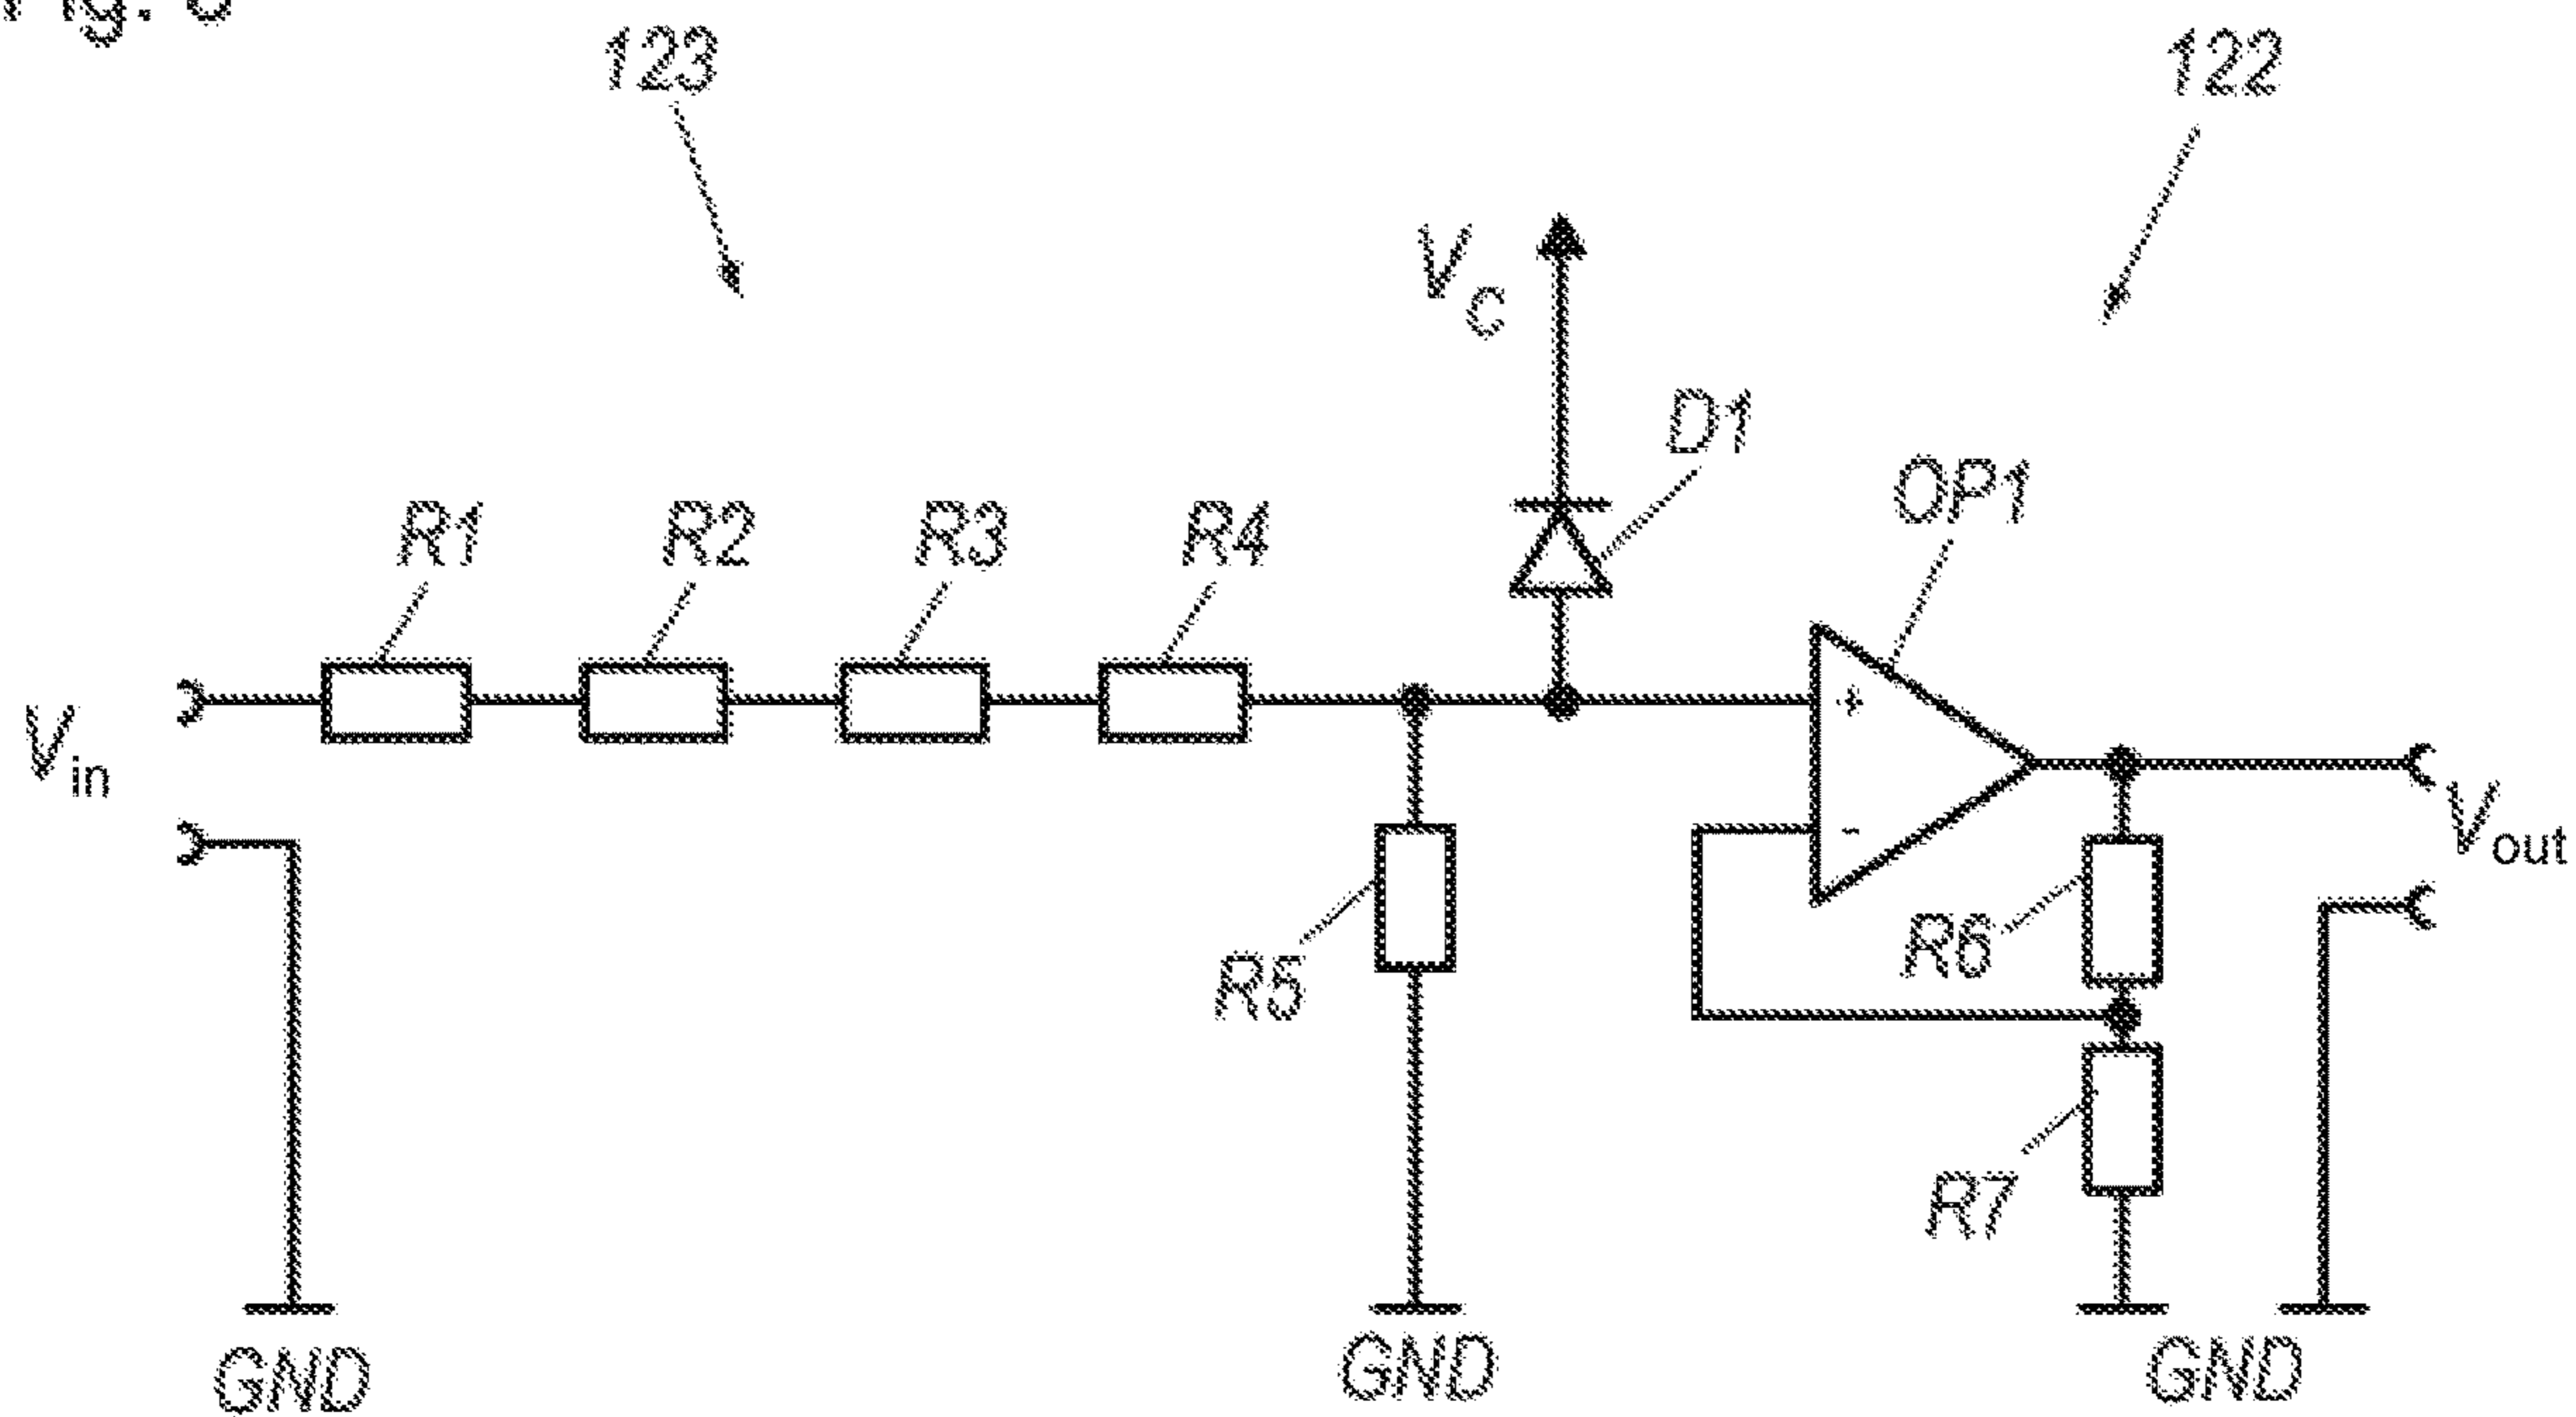 123
122
VC
D1
OP1
R1
R2
R3
R4
+
Vin
-
Vout
R6
R5
R7
GND
GND
GND